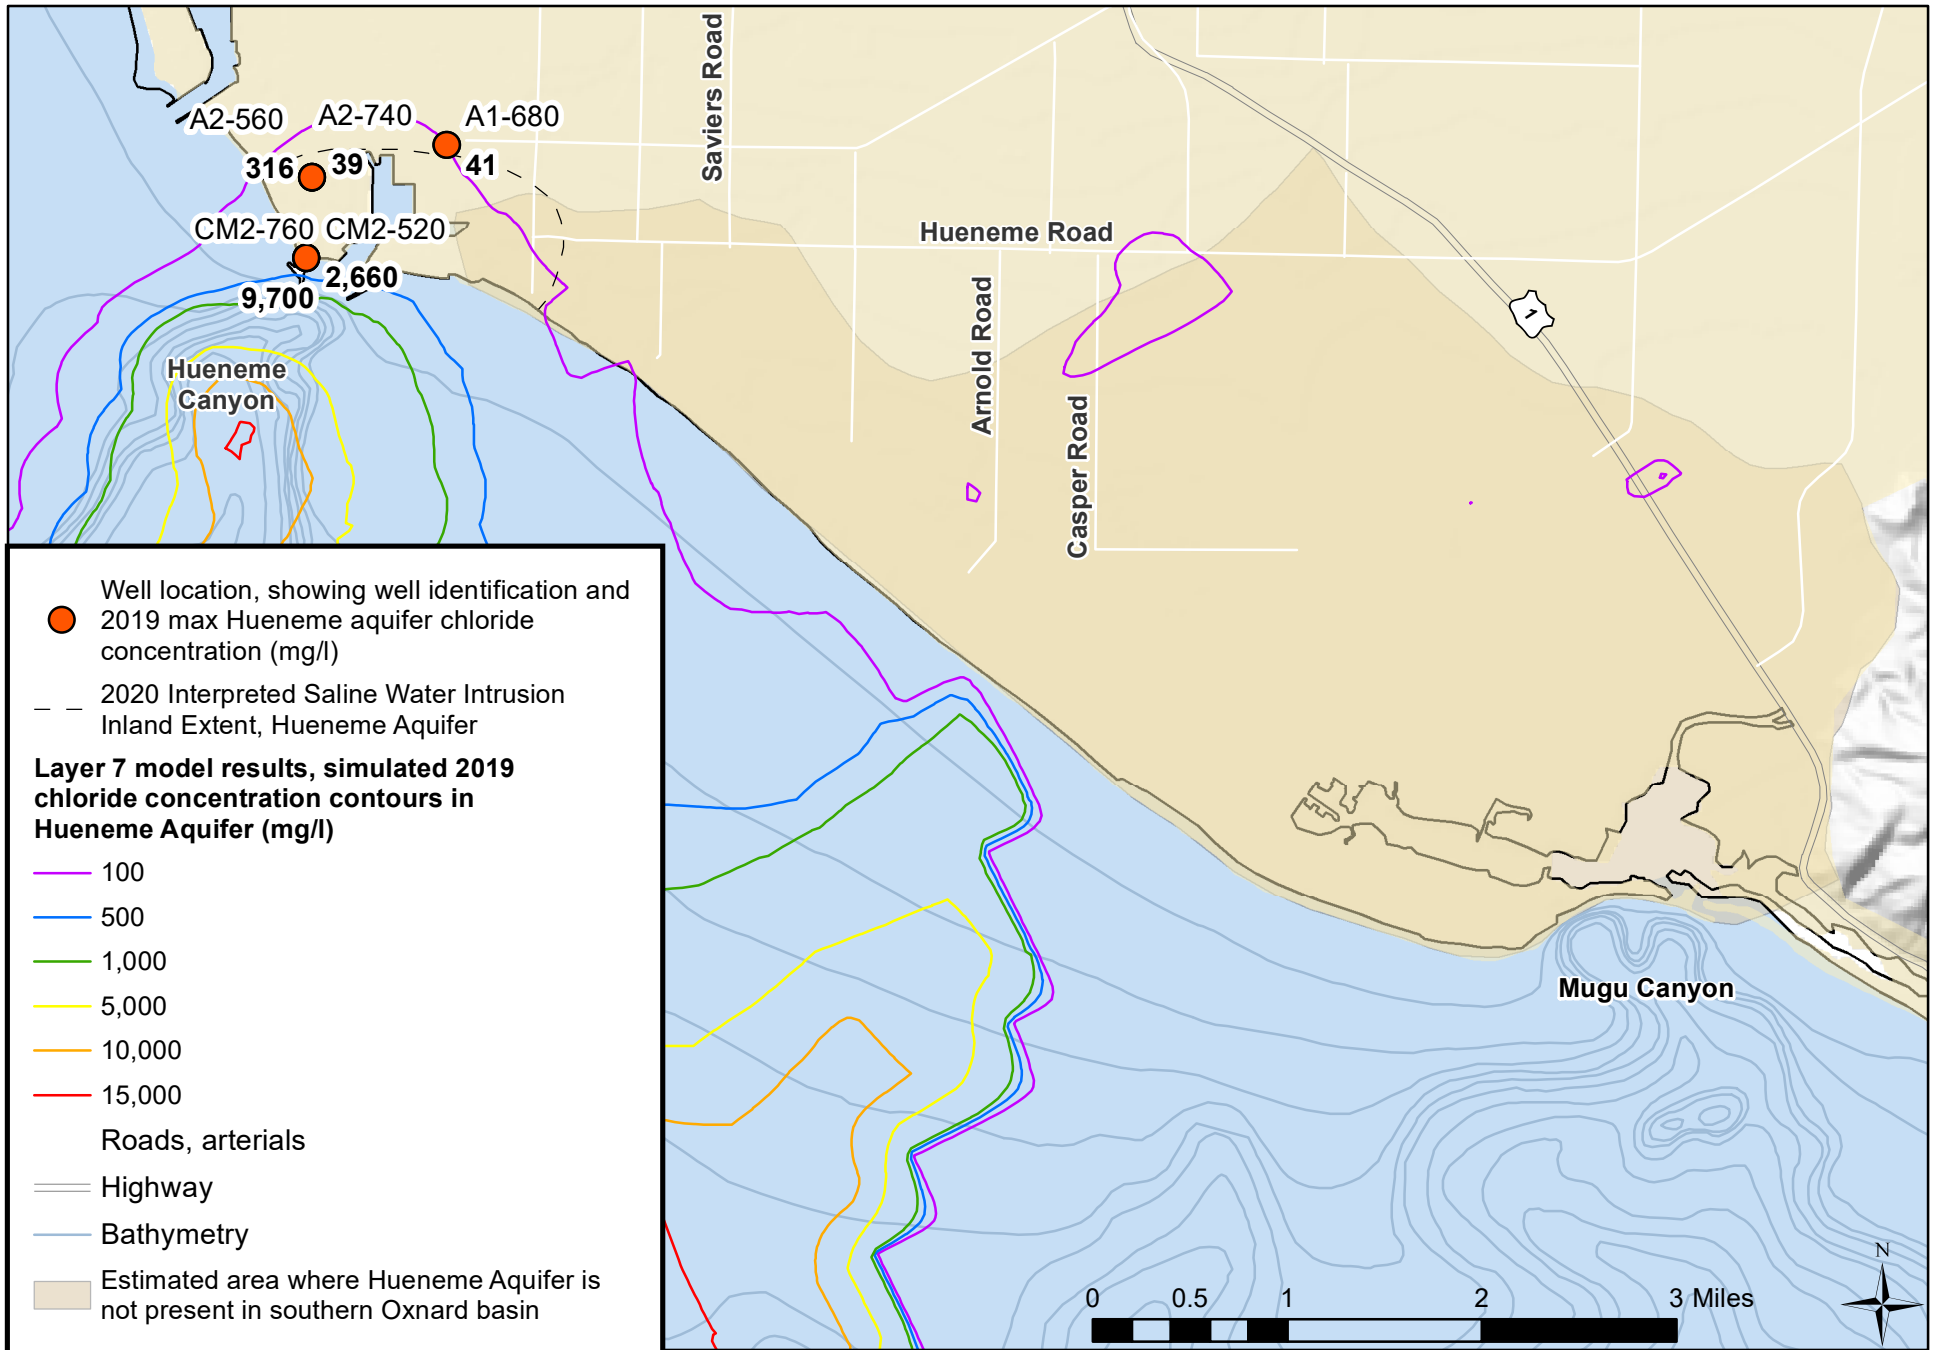 Saviers Road
A2-560
A2-740
A1-680
316
39
41
CM2-760
CM2-520
2,660
9,700
Hueneme Road
Arnold Road
Casper Road
1
Hueneme
Canyon
Well location, showing well identification and
2019 max Hueneme aquifer chloride
concentration (mg/l)
2020 Interpreted Saline Water Intrusion
Inland Extent, Hueneme Aquifer
Layer 7 model results, simulated 2019
chloride concentration contours in
Hueneme Aquifer (mg/l)
100
500
1,000
5,000
10,000
15,000
Roads, arterials
Highway
Bathymetry
Estimated area where Hueneme Aquifer is
not present in southern Oxnard basin
Mugu Canyon
0 0.5 1 2 3 Miles
N